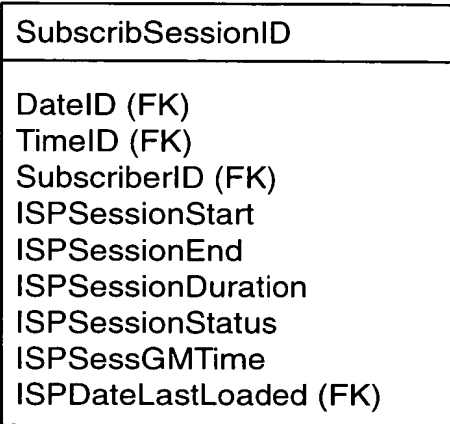 SubscribSessionID
DateID (FK)
TimeID (FK)
SubscriberID (FK)
ISPSessionStart
ISPSessionEnd
ISPSessionDuration
ISPSessionStatus
ISPSessGMTime
ISPDateLastLoaded (FK)